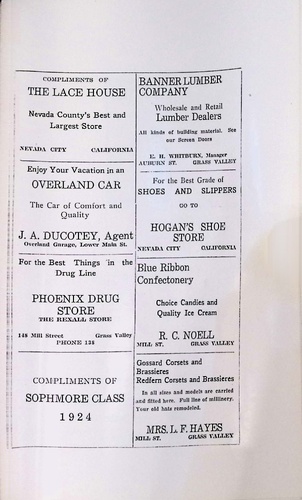 COMPLIMENTS OF
THE LACE HOUSE
Nevada County's Best and
Largest Store
NEVADA CITY CALIFORNIA
Enjoy Your Vacation in an
OVERLAND CAR
The Car of Comfort and
Quality
J. A. DUCOTEY, Agent
Overland Garage, Lower Main St.
For the Best Things in the
Drug Line
PHOENIX DRUG
STORE
THE REXALL STORE
148 Mill Street Grass Valley
PHONE 138
COMPLIMENTS OF
SOPHMORE CLASS
1924
BANNER LUMBER
COMPANY
Wholesale and Retail
Lumber Dealers
All kinds of building material. See
our Screen Doors
E. H. WHITBURN, Manager
AUBURN ST. GRASS VALLEY
For the Best Grade of
SHOES AND SLIPPERS
GO TO
HOGAN'S SHOE
STORE
NEVADA CITY CALIFORNIA
Blue Ribbon
Confectonery
Choice Candies and
Quality Ice Cream
R. C. NOELL
MILL ST. GRASS VALLEY
Gossard Corsets and
Brassieres
Redfern Corsets and Brassieres
In all sizes and models are carried
and fitted here. Full line of millinery.
Your old hats remodeled.
MRS. L. F. HAYES
MILL ST. GRASS VALLEY